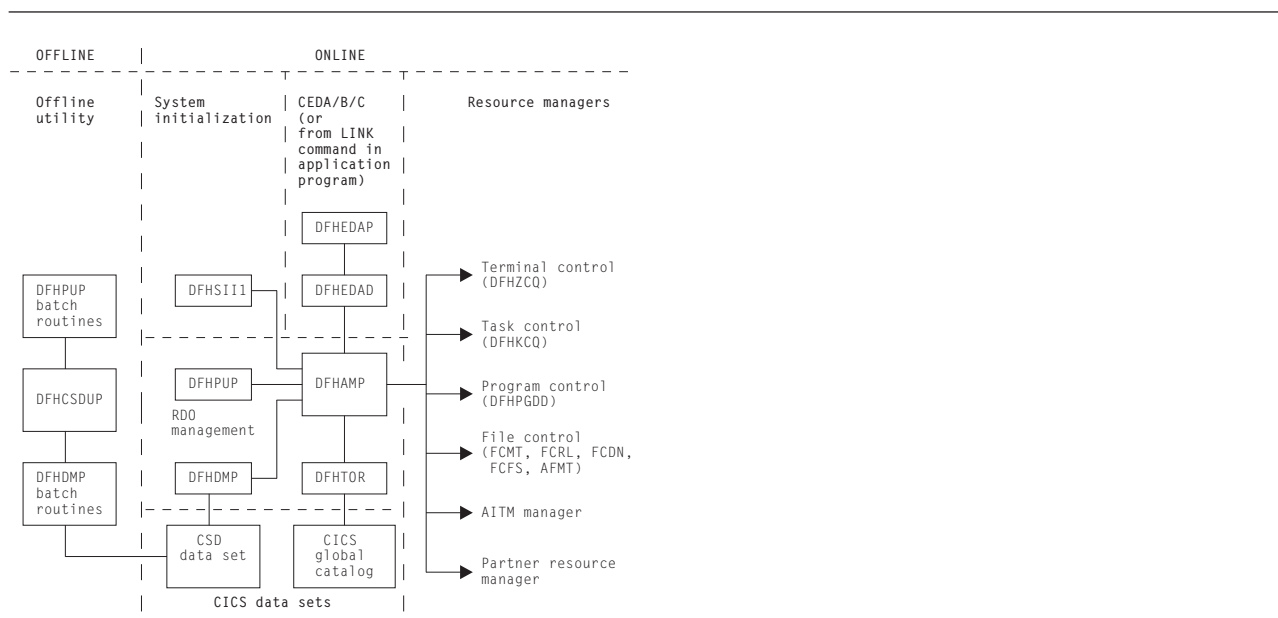 OFFLINE
ONLINE
Offline
utility
System
initialization
CEDA/B/C
(or
from LINK
command in
application
program)
Resource managers
DFHEDAP
DFHPUP
batch
routines
DFHSII1
DFHEDAD
Terminal control
(DFHZCQ)
Task control
(DFHKCQ)
DFHCSDUP
DFHPUP
DFHAMP
Program control
(DFHPGDD)
RDO
management
File control
(FCMT, FCRL, FCDN,
FCFS, AFMT)
DFHDMP
batch
routines
DFHDMP
DFHTOR
AITM manager
CSD
data set
CICS
global
catalog
Partner resource
manager
CICS data sets